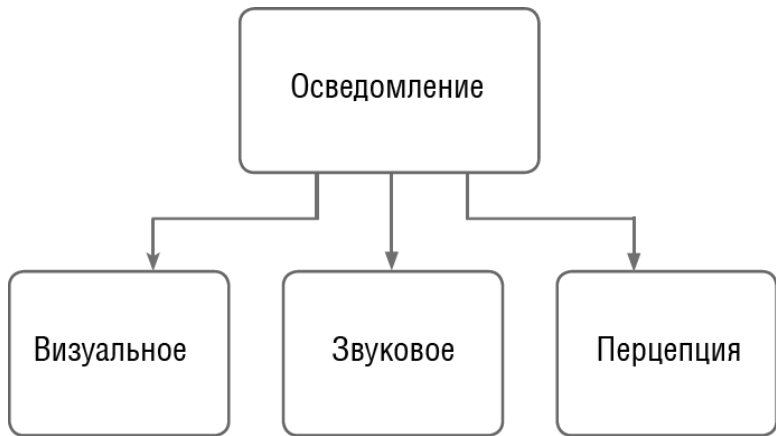 Осведомление
Визуальное
Звуковое
Перцепция